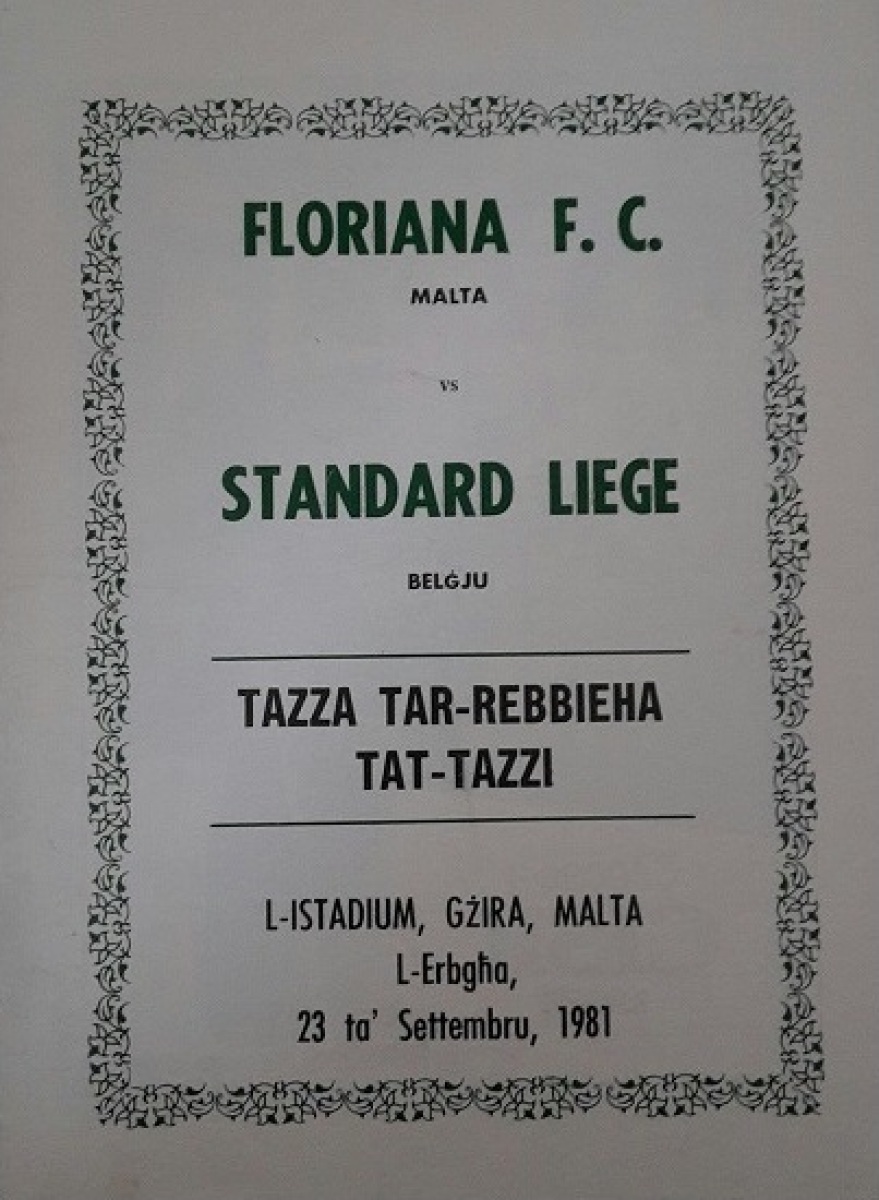 FLORIANA F. C.
MALTA
vs
STANDARD LIEGE
BELĠJU
TAZZA TAR-REBBIEHA
TAT-TAZZI
L-ISTADIUM, GŻIRA, MALTA
L-Erbgħa,
23 ta' Settembru, 1981